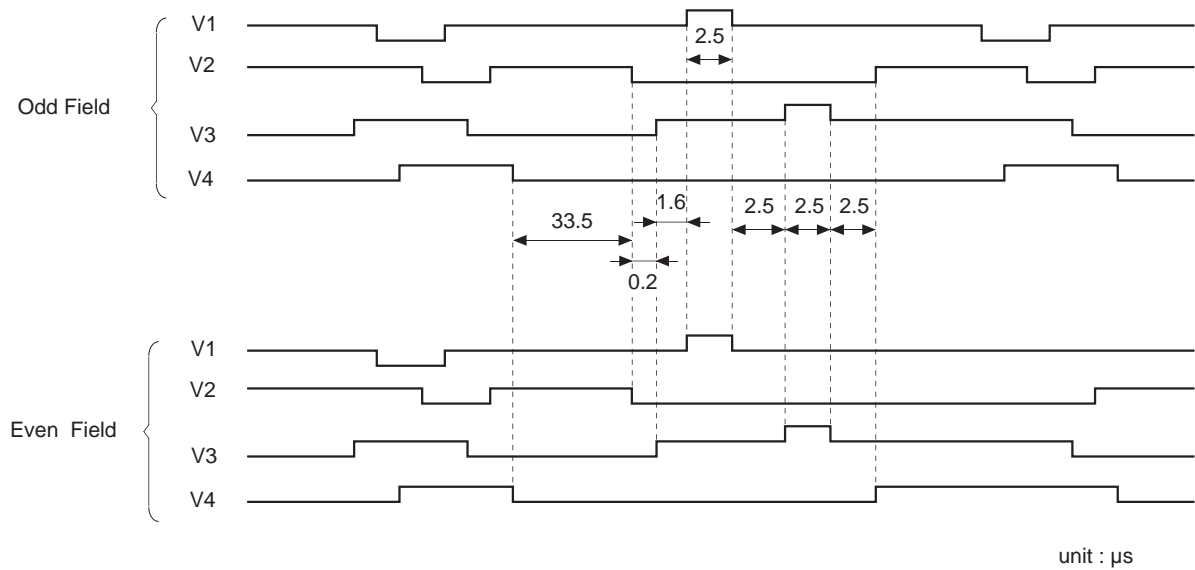 V1
2.5
V2
Odd Field
V3
V4
1.6
2.5 2.5 2.5
33.5
0.2
V1
V2
Even Field
V3
V4
unit : µs